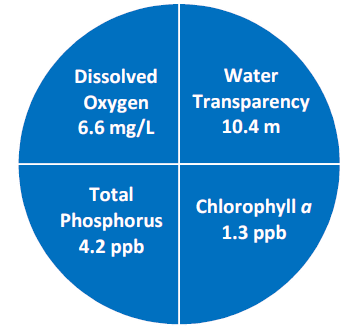 Dissolved
Oxygen
6.6 mg/L
Water
Transparency
10.4 m
Total
Phosphorus
4.2 ppb
Chlorophyll a
1.3 ppb